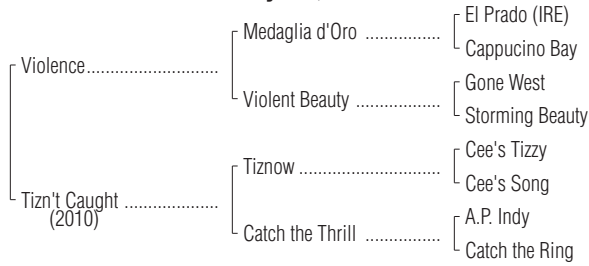 El Prado (IRE)
Medaglia d'Oro ..................
Cappucino Bay
Violence............................
Gone West
Violent Beauty ....................
Storming Beauty
Cee's Tizzy
Tiznow ................................
Cee's Song
Tizn't Caught ....................
(2010)
A.P. Indy
Catch the Thrill ..................
Catch the Ring